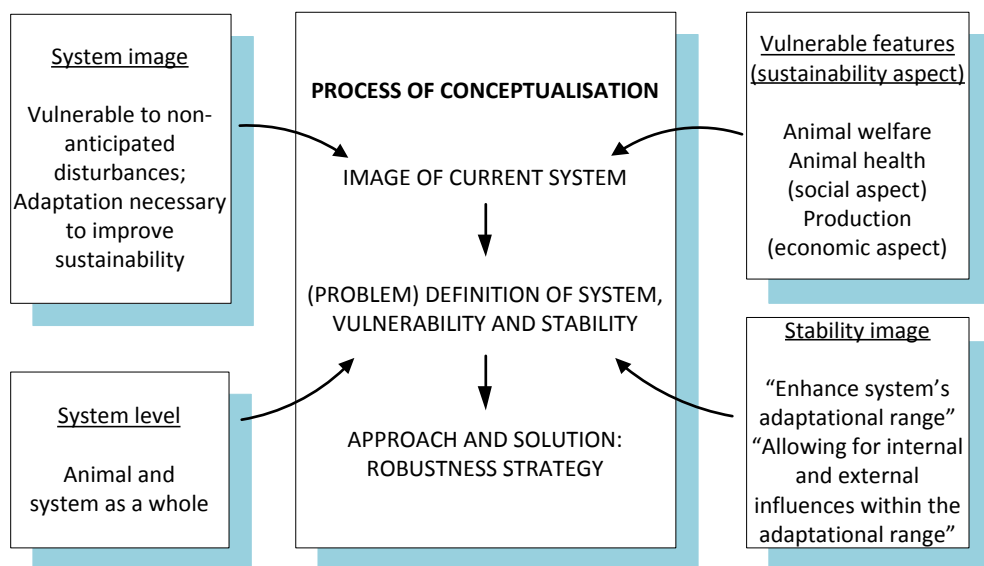 System image
Vulnerable to non-
anticipated
disturbances;
Adaptation necessary
to improve
sustainability
System level
Animal and
system as a whole
PROCESS OF CONCEPTUALISATION
IMAGE OF CURRENT SYSTEM
(PROBLEM) DEFINITION OF SYSTEM,
VULNERABILITY AND STABILITY
APPROACH AND SOLUTION:
ROBUSTNESS STRATEGY
Vulnerable features
(sustainability aspect)
Animal welfare
Animal health
(social aspect)
Production
(economic aspect)
Stability image
“Enhance system’s
adaptational range”
“Allowing for internal
and external
influences within the
adaptational range”